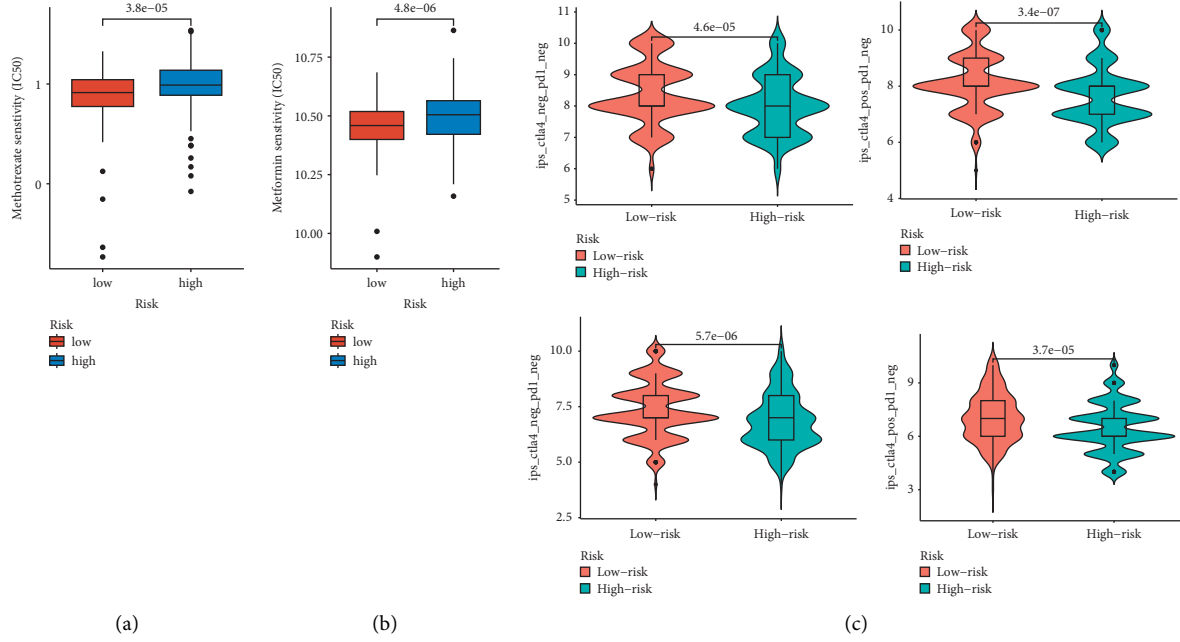 Methotrexate senstivity (IC50)
3.8e−05
1
0
low
high
Risk
Risk
low
high
(a)
Metformin senstivity (IC50)
4.8e−06
10.75
10.50
10.25
10.00
low
high
Risk
Risk
low
high
(b)
ips_ctla4_neg_pd1_neg
4.6e−05
11
10
9
8
7
6
5
Low−risk
High−risk
Risk
Low−risk
High−risk
ips_ctla4_pos_pd1_neg
3.4e−07
10
8
6
4
Low−risk
High−risk
Risk
Low−risk
High−risk
ips_ctla4_neg_pd1_neg
5.7e−06
10.0
7.5
5.0
2.5
Low−risk
High−risk
Risk
Low−risk
High−risk
ips_ctla4_pos_pd1_neg
3.7e−05
9
6
3
Low−risk
High−risk
Risk
Low−risk
High−risk
(c)